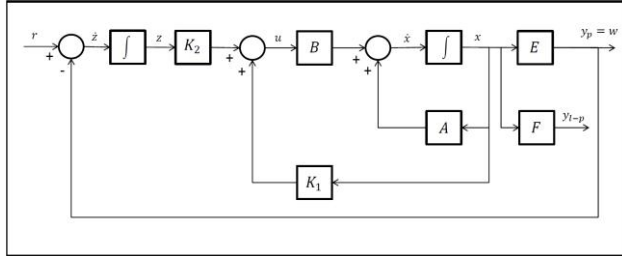 r + - ż ∫ z K₂ + + u B + + ẋ ∫ x E yₚ = w
A F yₗ₋ₚ
K₁